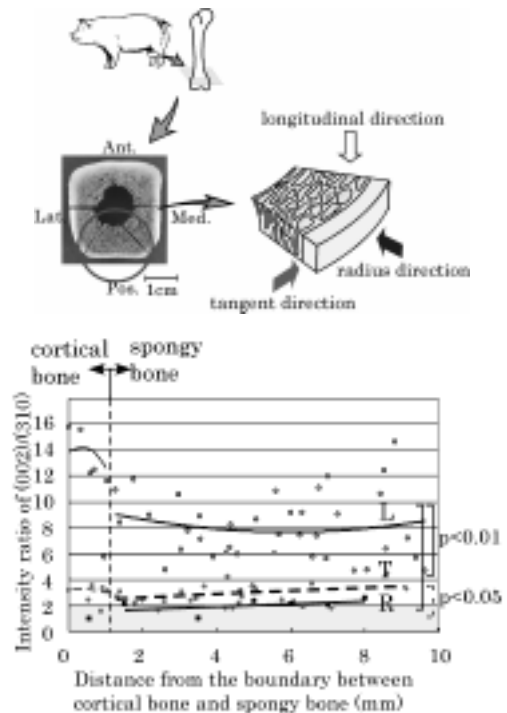 longitudinal direction
Ant.
Lat.
Med.
Pos.
1cm
radius direction
tangent direction
cortical bone
spongy bone
Intensity ratio of (002)/(310)
16
14
12
10
8
6
4
2
0
L
T
R
p<0.01
p<0.05
0 2 4 6 8 10
Distance from the boundary between
cortical bone and spongy bone (mm)